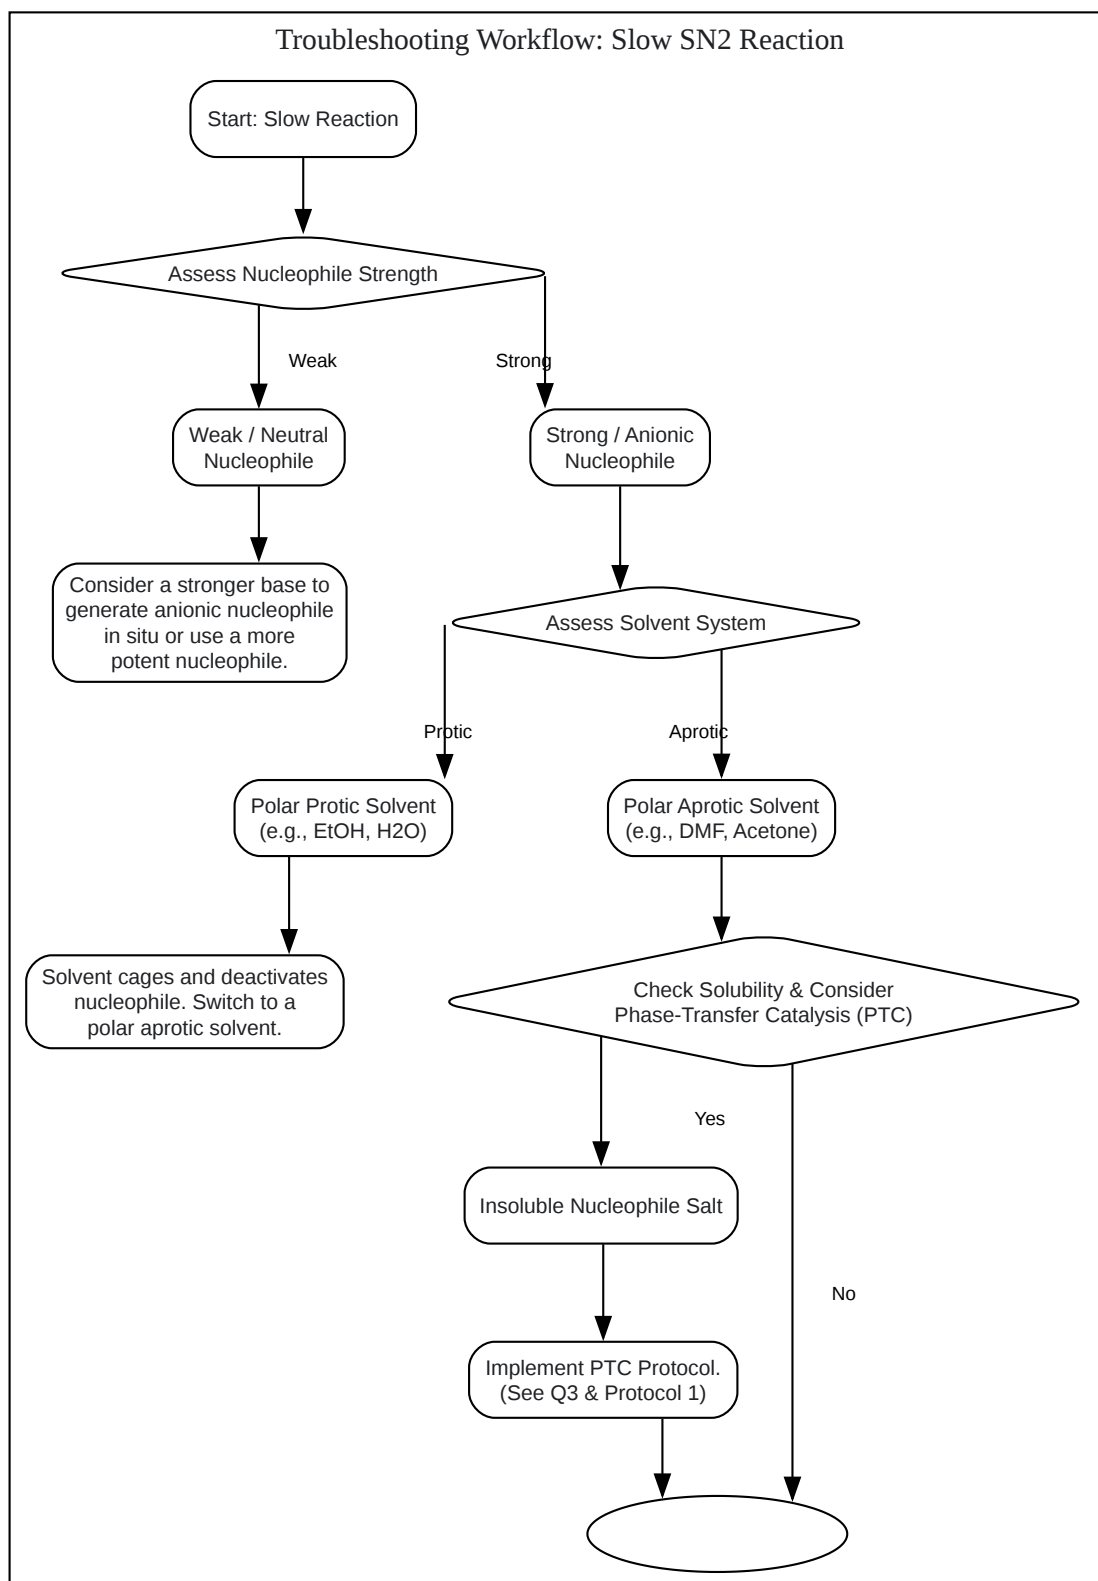 Troubleshooting Workflow: Slow SN2 Reaction
Start: Slow Reaction
Assess Nucleophile Strength
Weak
Strong
Weak / Neutral
Nucleophile
Strong / Anionic
Nucleophile
Consider a stronger base to
generate anionic nucleophile
in situ or use a more
potent nucleophile.
Assess Solvent System
Protic
Aprotic
Polar Protic Solvent
(e.g., EtOH, H2O)
Polar Aprotic Solvent
(e.g., DMF, Acetone)
Solvent cages and deactivates
nucleophile. Switch to a
polar aprotic solvent.
Check Solubility & Consider
Phase-Transfer Catalysis (PTC)
Yes
Insoluble Nucleophile Salt
No
Implement PTC Protocol.
(See Q3 & Protocol 1)